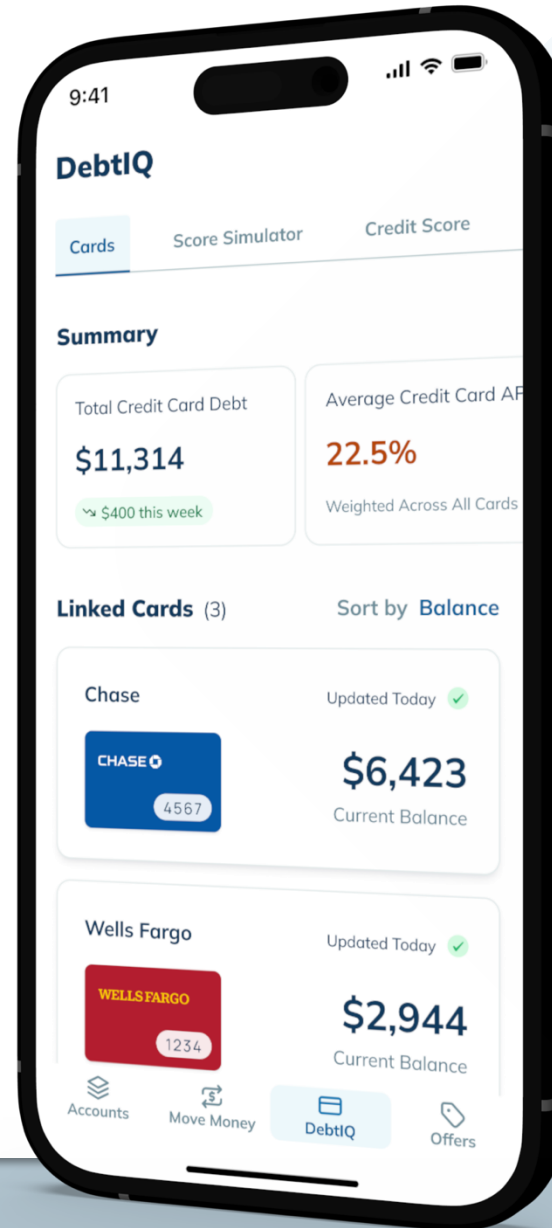 9:41
DebtIQ
Cards Score Simulator Credit Score
Summary
Total Credit Card Debt
$11,314
$400 this week
Average Credit Card AP
22.5%
Weighted Across All Cards
Linked Cards (3)
Sort by Balance
Chase
Updated Today
CHASE
4567
$6,423
Current Balance
Wells Fargo
Updated Today
WELLS FARGO
1234
$2,944
Current Balance
Accounts Move Money DebtIQ Offers